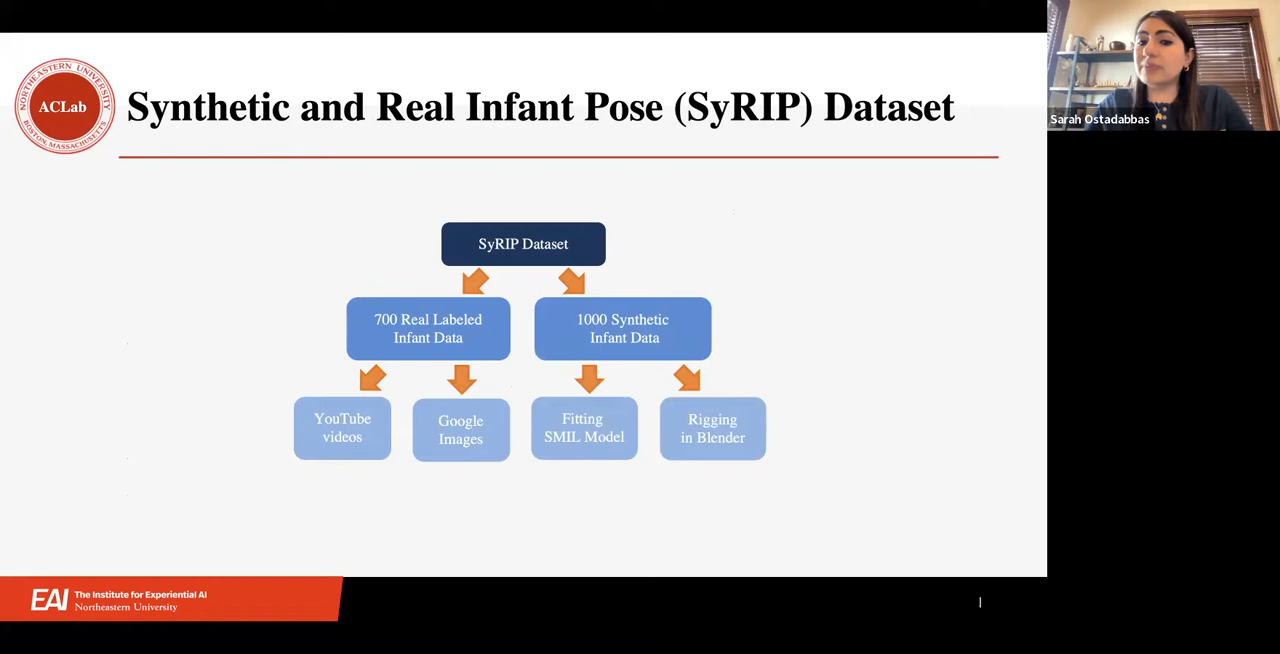 NORTHEASTERN UNIVERSITY
ACLab
BOSTON, MASSACHUSETTS
Synthetic and Real Infant Pose (SyRIP) Dataset
Sarah Ostadabbas
SyRIP Dataset
700 Real Labeled
Infant Data
1000 Synthetic
Infant Data
YouTube
videos
Google
Images
Fitting
SMIL Model
Rigging
in Blender
EAI
The Institute for Experiential AI
Northeastern University